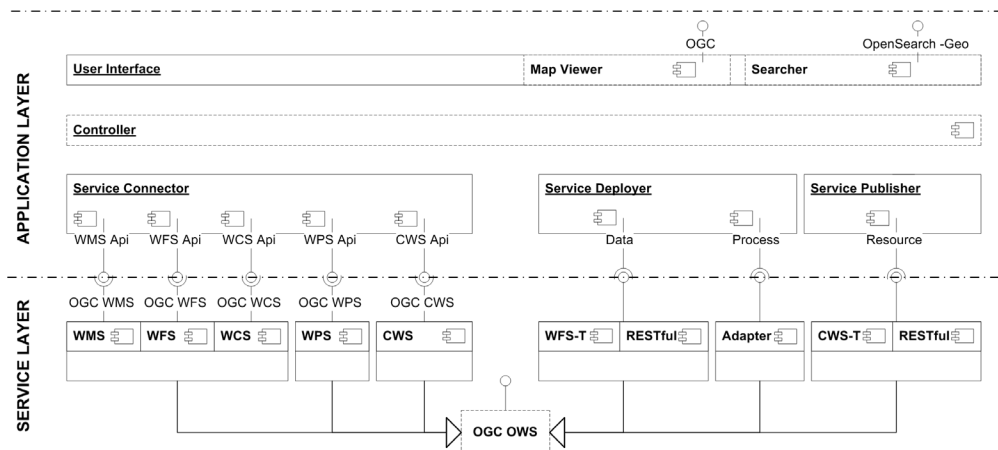 OGC
OpenSearch -Geo
User Interface
Map Viewer
Searcher
APPLICATION LAYER
Controller
Service Connector
Service Deployer
Service Publisher
WMS Api
WFS Api
WCS Api
WPS Api
CWS Api
Data
Process
Resource
SERVICE LAYER
OGC WMS
OGC WFS
OGC WCS
OGC WPS
OGC CWS
WMS
WFS
WCS
WPS
CWS
WFS-T
RESTful
Adapter
CWS-T
RESTful
OGC OWS